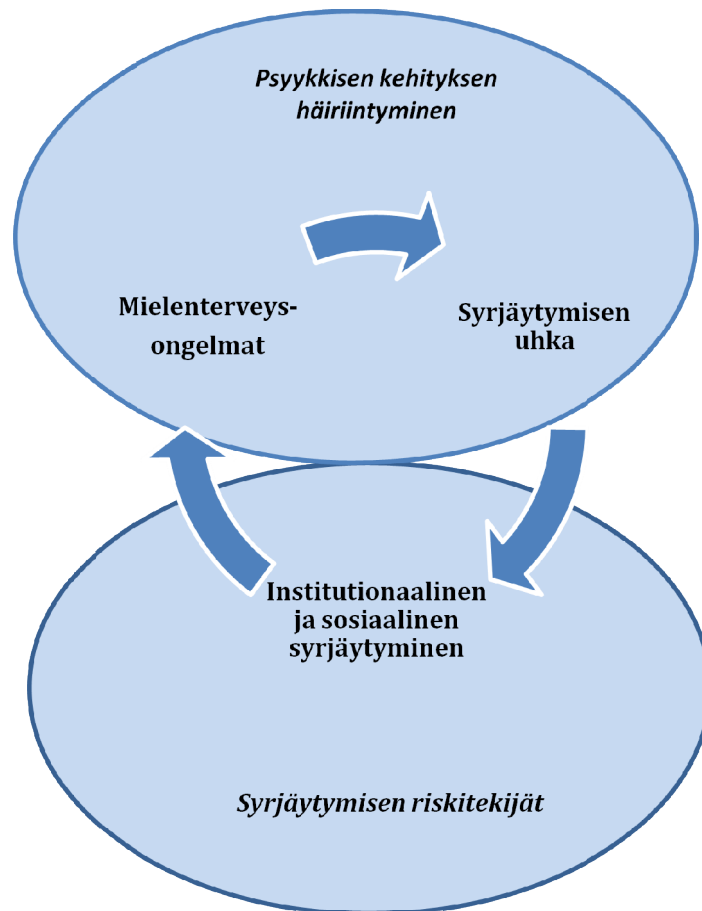 Psyykkisen kehityksen
häiriintyminen
Mielenterveys-
ongelmat
Syrjäytymisen
uhka
Institutionaalinen
ja sosiaalinen
syrjäytyminen
Syrjäytymisen riskitekijät